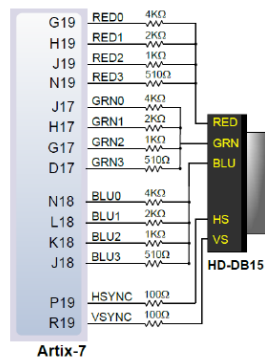 G19 RED0 4KΩ
H19 RED1 2KΩ
J19 RED2 1KΩ
N19 RED3 510Ω
J17 GRN0 4KΩ
H17 GRN1 2KΩ
G17 GRN2 1KΩ
D17 GRN3 510Ω
N18 BLU0 4KΩ
L18 BLU1 2KΩ
K18 BLU2 1KΩ
J18 BLU3 510Ω
P19 HSYNC 100Ω
R19 VSYNC 100Ω
Artix-7
RED
GRN
BLU
HS
VS
HD-DB15